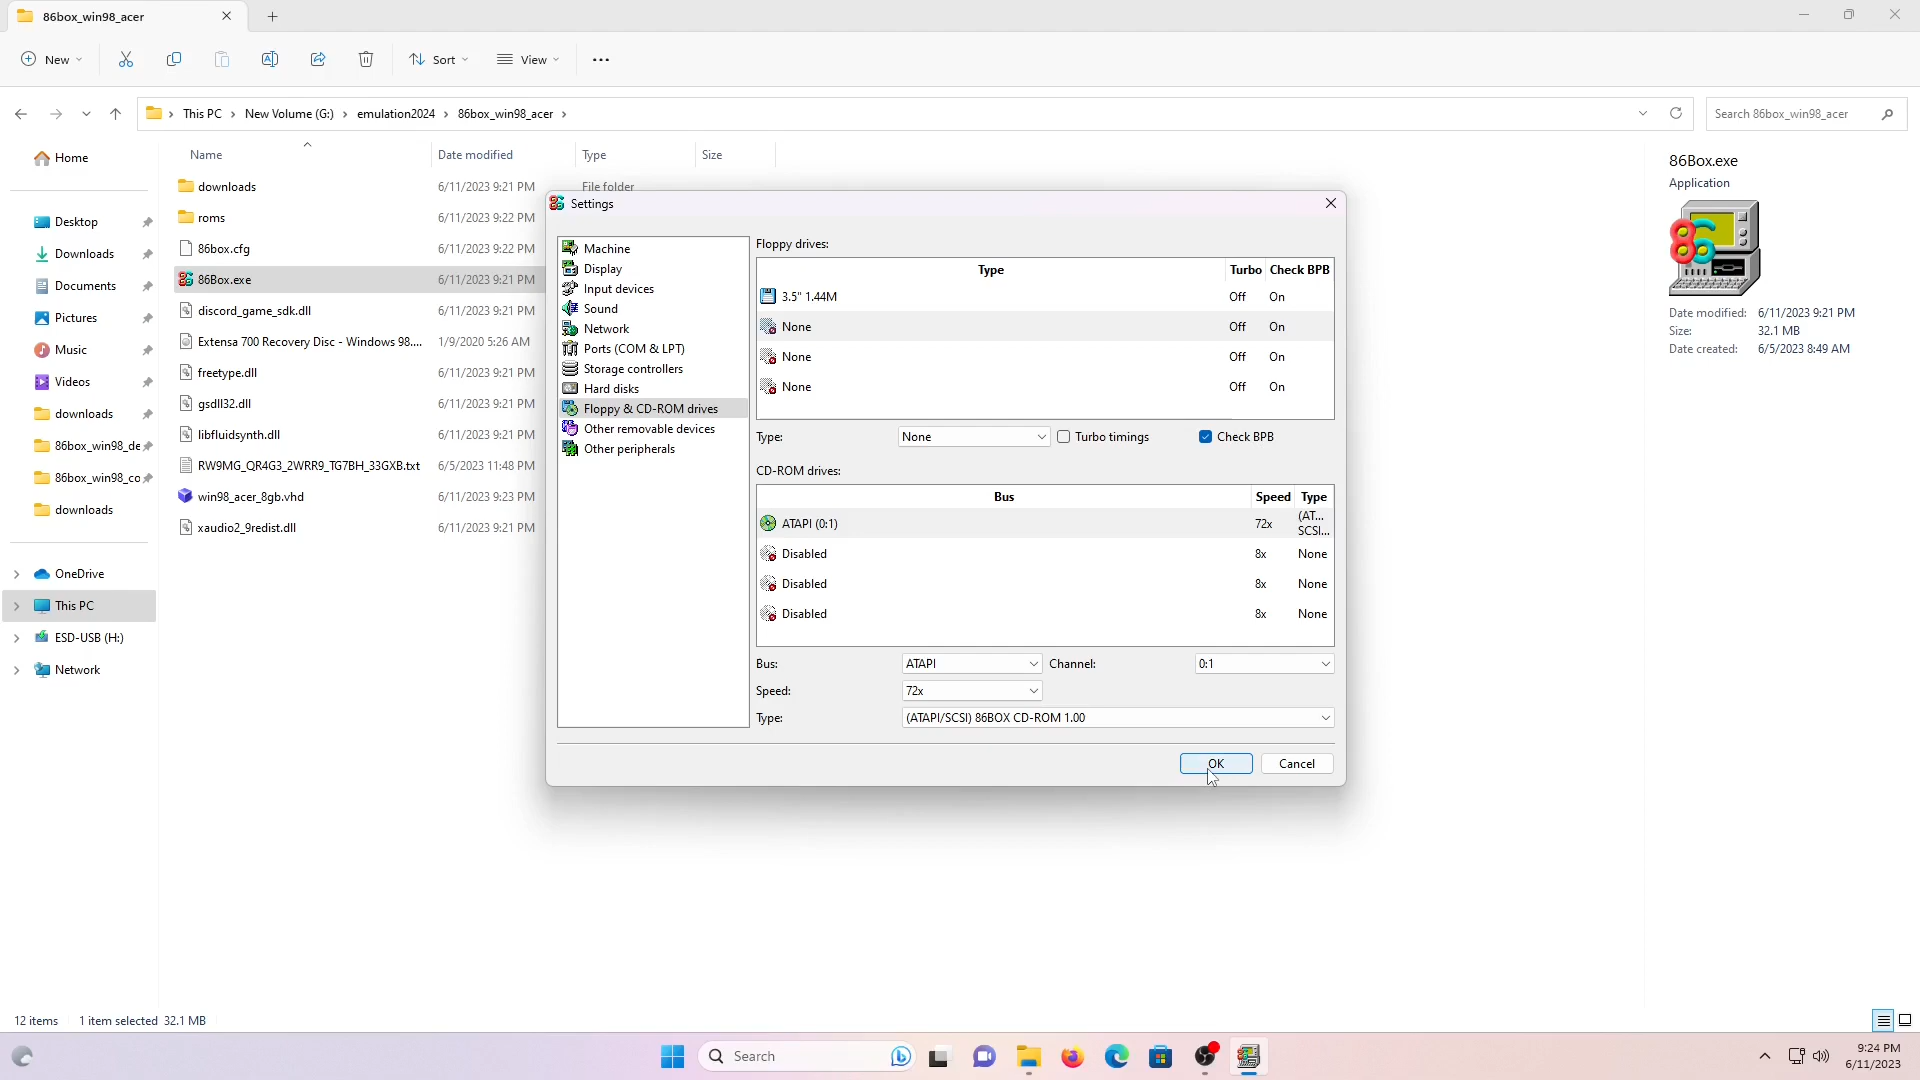 86box_win98_acer
New
Sort
View
This PC
New Volume (G:)
emulation2024
86box_win98_acer
Search 86box_win98_acer
Home
Desktop
Downloads
Documents
Pictures
Music
Videos
downloads
86box_win98_de
86box_win98_co
downloads
OneDrive
This PC
ESD-USB (H:)
Network
Name Date modified Type Size
downloads 6/11/2023 9:21 PM File folder
roms 6/11/2023 9:22 PM
86box.cfg 6/11/2023 9:22 PM
86Box.exe 6/11/2023 9:21 PM
discord_game_sdk.dll 6/11/2023 9:21 PM
Extensa 700 Recovery Disc - Windows 98.... 1/9/2020 5:26 AM
freetype.dll 6/11/2023 9:21 PM
gsdll32.dll 6/11/2023 9:21 PM
libfluidsynth.dll 6/11/2023 9:21 PM
RW9MG_QR4G3_2WRR9_TG7BH_33GXB.txt 6/5/2023 11:48 PM
win98_acer_8gb.vhd 6/11/2023 9:23 PM
xaudio2_9redist.dll 6/11/2023 9:21 PM
Settings
Machine
Display
Input devices
Sound
Network
Ports (COM & LPT)
Storage controllers
Hard disks
Floppy & CD-ROM drives
Other removable devices
Other peripherals
Floppy drives:
Type Turbo Check BPB
3.5" 1.44M Off On
None Off On
None Off On
None Off On
Type: None Turbo timings Check BPB
CD-ROM drives:
Bus Speed Type
ATAPI (0:1) 72x (AT...
SCSI...
Disabled 8x None
Disabled 8x None
Disabled 8x None
Bus: ATAPI Channel: 0:1
Speed: 72x
Type: (ATAPI/SCSI) 86BOX CD-ROM 1.00
OK Cancel
86Box.exe
Application
86
Date modified: 6/11/2023 9:21 PM
Size: 32.1 MB
Date created: 6/5/2023 8:49 AM
12 items 1 item selected 32.1 MB
Search
9:24 PM
6/11/2023